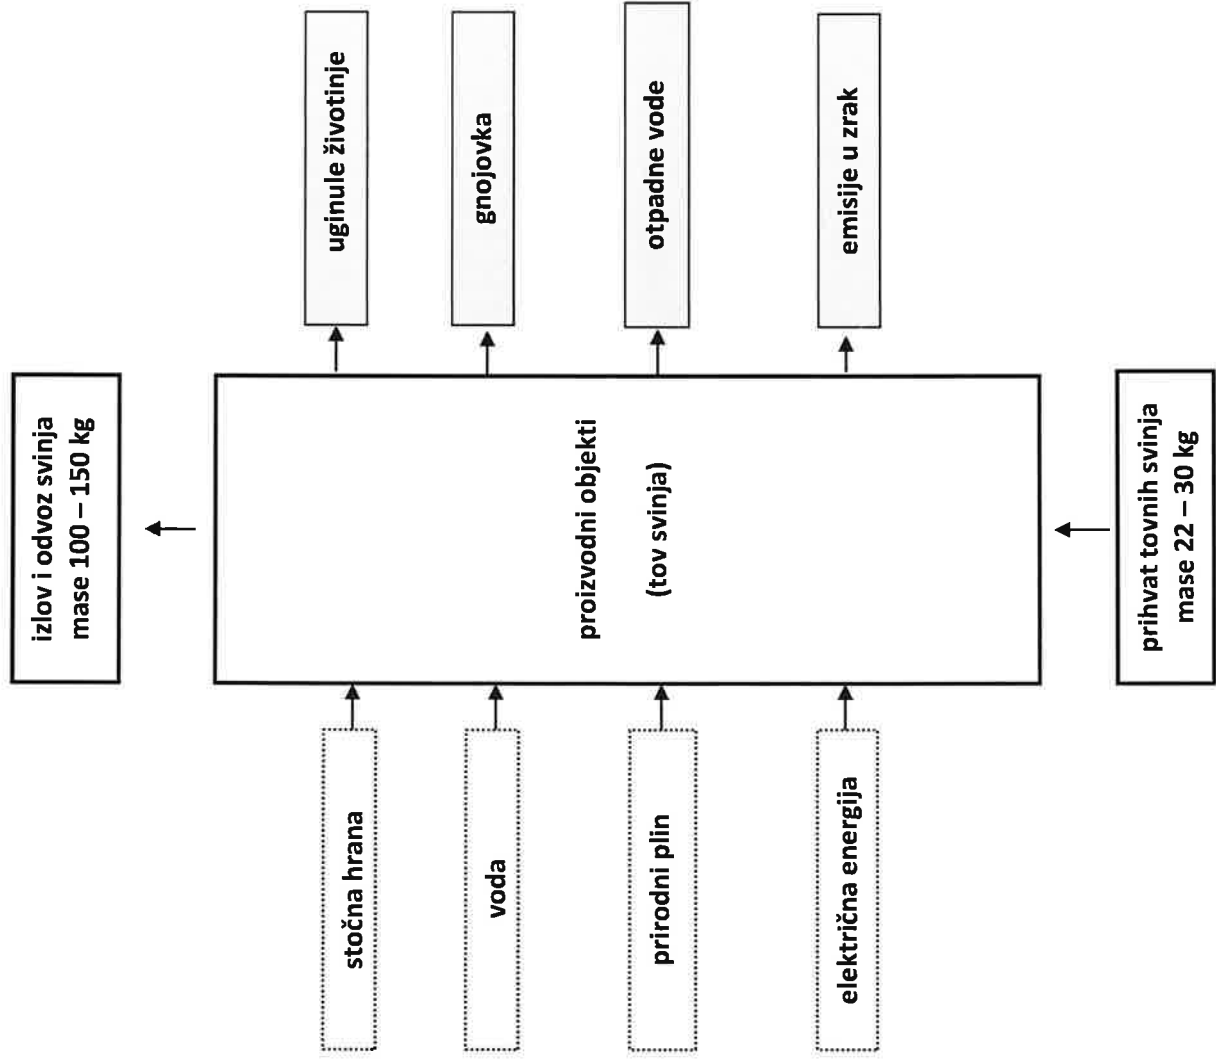 izlov i odvoz svinja
mase 100 – 150 kg
uginule životinje
gnojovka
otpadne vode
emisije u zrak
proizvodni objekti
(tov svinja)
prihvat tovnih svinja
mase 22 – 30 kg
stočna hrana
voda
prirodni plin
električna energija